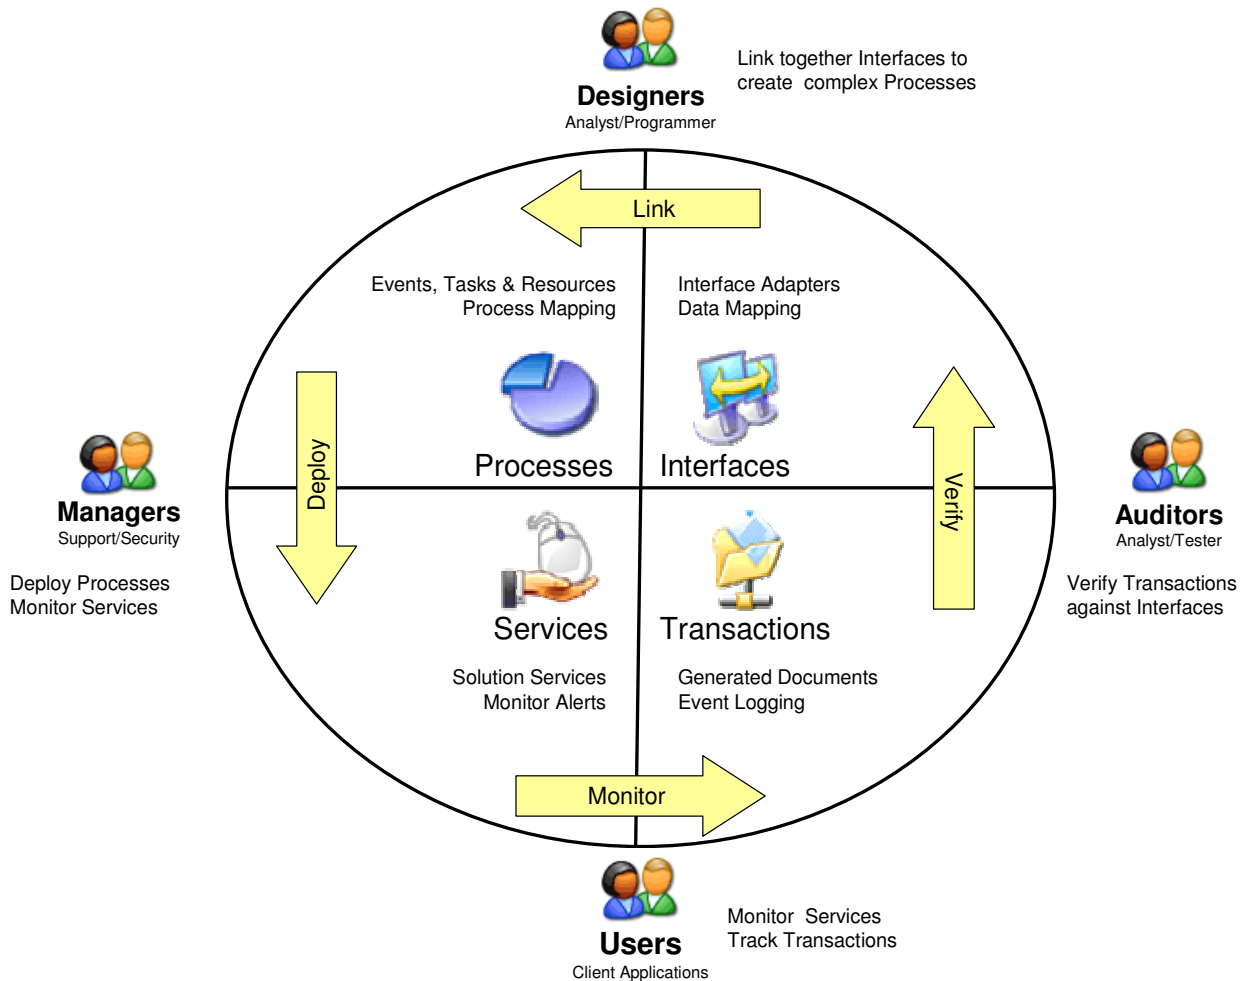 Link together Interfaces to
create complex Processes
Designers
Analyst/Programmer
Link
Events, Tasks & Resources
Process Mapping
Interface Adapters
Data Mapping
Deploy
Processes
Interfaces
Verify
Managers
Support/Security
Deploy Processes
Monitor Services
Auditors
Analyst/Tester
Verify Transactions
against Interfaces
Services
Transactions
Solution Services
Monitor Alerts
Generated Documents
Event Logging
Monitor
Users
Client Applications
Monitor Services
Track Transactions